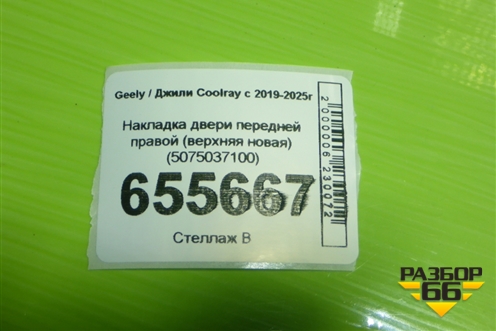 Geely / Джили Coolray с 2019-2025г
Накладка двери передней
правой (верхняя новая)
(5075037100)
655667
Стеллаж В
2000006230072
РАЗБОР
66